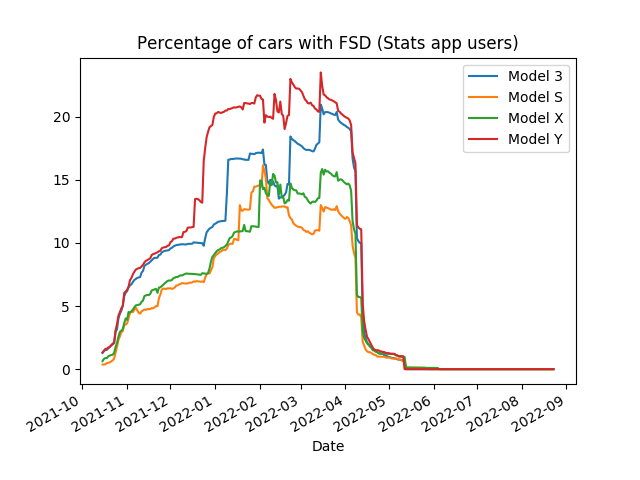 Percentage of cars with FSD (Stats app users)
Model 3
Model S
Model X
Model Y
20
15
10
5
0
2021-10
2021-11
2021-12
2022-01
2022-02
2022-03
2022-04
2022-05
2022-06
2022-07
2022-08
2022-09
Date